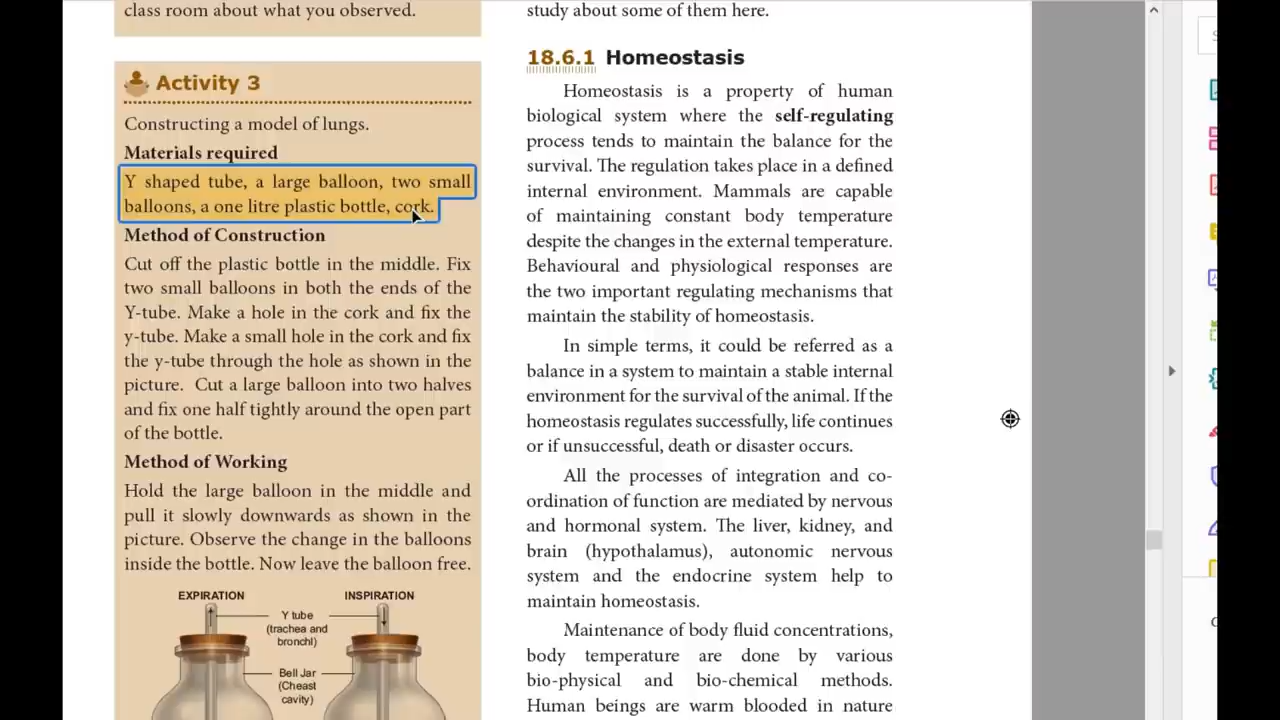 class room about what you observed.
Activity 3
Constructing a model of lungs.
Materials required
Y shaped tube, a large balloon, two small
balloons, a one litre plastic bottle, cork.
Method of Construction
Cut off the plastic bottle in the middle. Fix
two small balloons in both the ends of the
Y-tube. Make a hole in the cork and fix the
y-tube. Make a small hole in the cork and fix
the y-tube through the hole as shown in the
picture. Cut a large balloon into two halves
and fix one half tightly around the open part
of the bottle.
Method of Working
Hold the large balloon in the middle and
pull it slowly downwards as shown in the
picture. Observe the change in the balloons
inside the bottle. Now leave the balloon free.
EXPIRATION INSPIRATION
Y tube
(trachea and
bronchl)
Bell Jar
(Cheast
cavity)
study about some of them here.
18.6.1 Homeostasis
Homeostasis is a property of human
biological system where the self-regulating
process tends to maintain the balance for the
survival. The regulation takes place in a defined
internal environment. Mammals are capable
of maintaining constant body temperature
despite the changes in the external temperature.
Behavioural and physiological responses are
the two important regulating mechanisms that
maintain the stability of homeostasis.
In simple terms, it could be referred as a
balance in a system to maintain a stable internal
environment for the survival of the animal. If the
homeostasis regulates successfully, life continues
or if unsuccessful, death or disaster occurs.
All the processes of integration and co-
ordination of function are mediated by nervous
and hormonal system. The liver, kidney, and
brain (hypothalamus), autonomic nervous
system and the endocrine system help to
maintain homeostasis.
Maintenance of body fluid concentrations,
body temperature are done by various
bio-physical and bio-chemical methods.
Human beings are warm blooded in nature